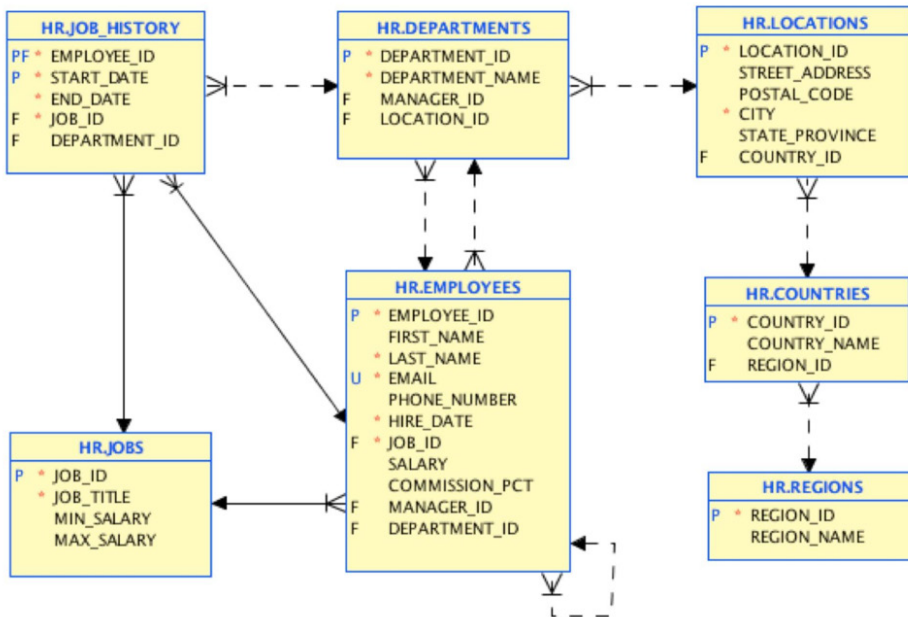 HR.JOB_HISTORY
PF * EMPLOYEE_ID
P * START_DATE
* END_DATE
F * JOB_ID
F DEPARTMENT_ID
HR.DEPARTMENTS
P * DEPARTMENT_ID
* DEPARTMENT_NAME
F MANAGER_ID
F LOCATION_ID
HR.LOCATIONS
P * LOCATION_ID
STREET_ADDRESS
POSTAL_CODE
* CITY
STATE_PROVINCE
F COUNTRY_ID
HR.EMPLOYEES
P * EMPLOYEE_ID
FIRST_NAME
* LAST_NAME
U * EMAIL
PHONE_NUMBER
* HIRE_DATE
F * JOB_ID
SALARY
COMMISSION_PCT
F MANAGER_ID
F DEPARTMENT_ID
HR.COUNTRIES
P * COUNTRY_ID
COUNTRY_NAME
F REGION_ID
HR.JOBS
P * JOB_ID
* JOB_TITLE
MIN_SALARY
MAX_SALARY
HR.REGIONS
P * REGION_ID
REGION_NAME